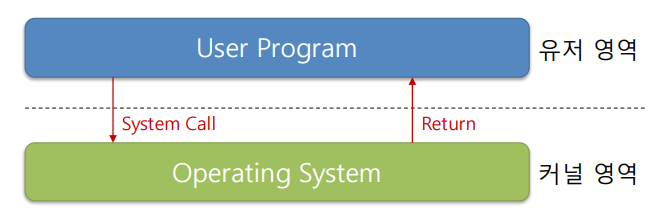 User Program
유저 영역
System Call
Return
Operating System
커널 영역